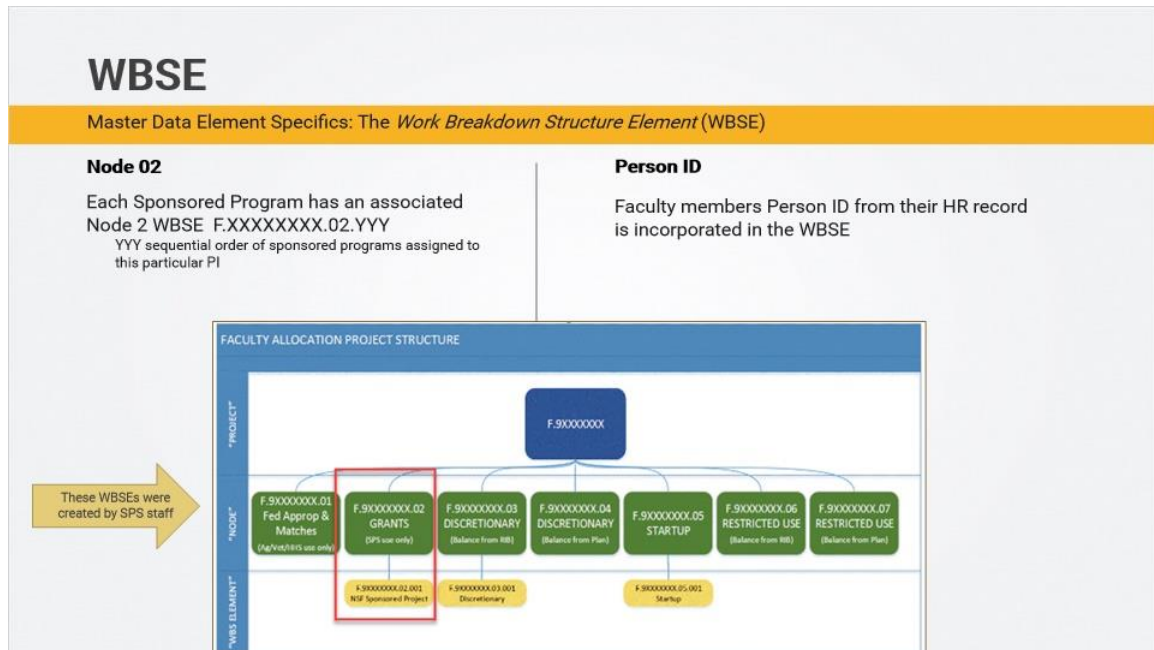 WBSE
Master Data Element Specifics: The Work Breakdown Structure Element (WBSE)
Node 02
Each Sponsored Program has an associated
Node 2 WBSE F.XXXXXXXX.02.YYY
YYY sequential order of sponsored programs assigned to
this particular PI
Person ID
Faculty members Person ID from their HR record
is incorporated in the WBSE
These WBSEs were
created by SPS staff
FACULTY ALLOCATION PROJECT STRUCTURE
"PROJECT"
F.9XXXXXXX
"NODE"
F.9XXXXXXX.01
Fed Approp &
Matches
(Ag/Vet/HHS use only)
F.9XXXXXXX.02
GRANTS
(SPS use only)
F.9XXXXXXX.03
DISCRETIONARY
(Balance from RIB)
F.9XXXXXXX.04
DISCRETIONARY
(Balance from Plan)
F.9XXXXXXX.05
STARTUP
F.9XXXXXXX.06
RESTRICTED USE
(Balance from RIB)
F.9XXXXXXX.07
RESTRICTED USE
(Balance from Plan)
"WBS ELEMENT"
F.9XXXXXXX.02.001
NSF Sponsored Project
F.9XXXXXXX.03.001
Discretionary
F.9XXXXXXX.05.001
Startup